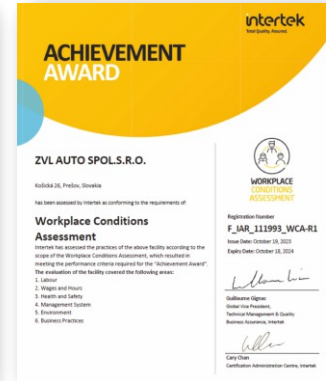 intertek
Total Quality. Assured.
ACHIEVEMENT
AWARD
ZVL AUTO SPOL.S.R.O.
Košická 26, Prešov, Slovakia
has been assessed by Intertek as conforming to the requirements of:
Workplace Conditions
Assessment
Intertek has assessed the practices of the above facility according to the
scope of the Workplace Conditions Assessment, which resulted in
meeting the performance criteria required for the "Achievement Award".
The evaluation of the facility covered the following areas:
1. Labour
2. Wages and Hours
3. Health and Safety
4. Management System
5. Environment
6. Business Practices
WORKPLACE
CONDITIONS
ASSESSMENT
Registration Number
F_IAR_111993_WCA-R1
Issue Date: October 19, 2023
Expiry Date: October 18, 2024
Guillaume Gignac
Global Vice President,
Technical Management & Quality
Business Assurance, Intertek
Cary Chan
Certification Administration Centre, Intertek